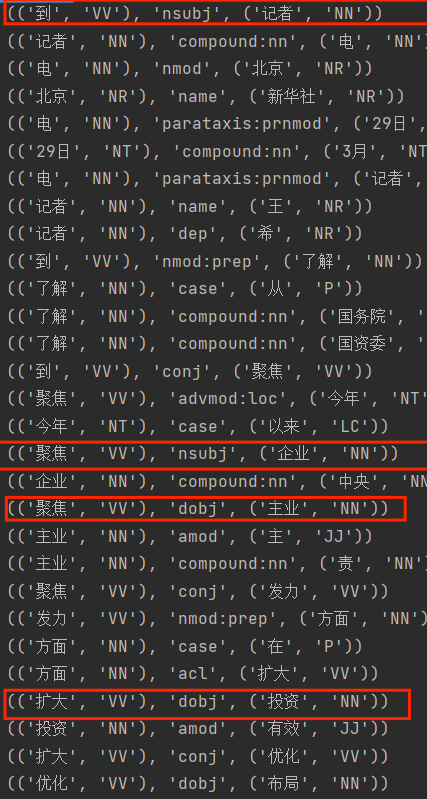 (('到', 'VV'), 'nsubj', ('记者', 'NN'))
(('记者', 'NN'), 'compound:nn', ('电', 'NN')
(('电', 'NN'), 'nmod', ('北京', 'NR'))
(('北京', 'NR'), 'name', ('新华社', 'NR'))
(('电', 'NN'), 'parataxis:prnmod', ('29日',
(('29日', 'NT'), 'compound:nn', ('3月', 'NT
(('电', 'NN'), 'parataxis:prnmod', ('记者',
(('记者', 'NN'), 'name', ('王', 'NR'))
(('记者', 'NN'), 'dep', ('希', 'NR'))
(('到', 'VV'), 'nmod:prep', ('了解', 'NN'))
(('了解', 'NN'), 'case', ('从', 'P'))
(('了解', 'NN'), 'compound:nn', ('国务院', '
(('了解', 'NN'), 'compound:nn', ('国资委', '
(('到', 'VV'), 'conj', ('聚焦', 'VV'))
(('聚焦', 'VV'), 'advmod:loc', ('今年', 'NT'
(('今年', 'NT'), 'case', ('以来', 'LC'))
(('聚焦', 'VV'), 'nsubj', ('企业', 'NN'))
(('企业', 'NN'), 'compound:nn', ('中央', 'NN
(('聚焦', 'VV'), 'dobj', ('主业', 'NN'))
(('主业', 'NN'), 'amod', ('主', 'JJ'))
(('主业', 'NN'), 'compound:nn', ('责', 'NN')
(('聚焦', 'VV'), 'conj', ('发力', 'VV'))
(('发力', 'VV'), 'nmod:prep', ('方面', 'NN')
(('方面', 'NN'), 'case', ('在', 'P'))
(('方面', 'NN'), 'acl', ('扩大', 'VV'))
(('扩大', 'VV'), 'dobj', ('投资', 'NN'))
(('投资', 'NN'), 'amod', ('有效', 'JJ'))
(('扩大', 'VV'), 'conj', ('优化', 'VV'))
(('优化', 'VV'), 'dobj', ('布局', 'NN'))